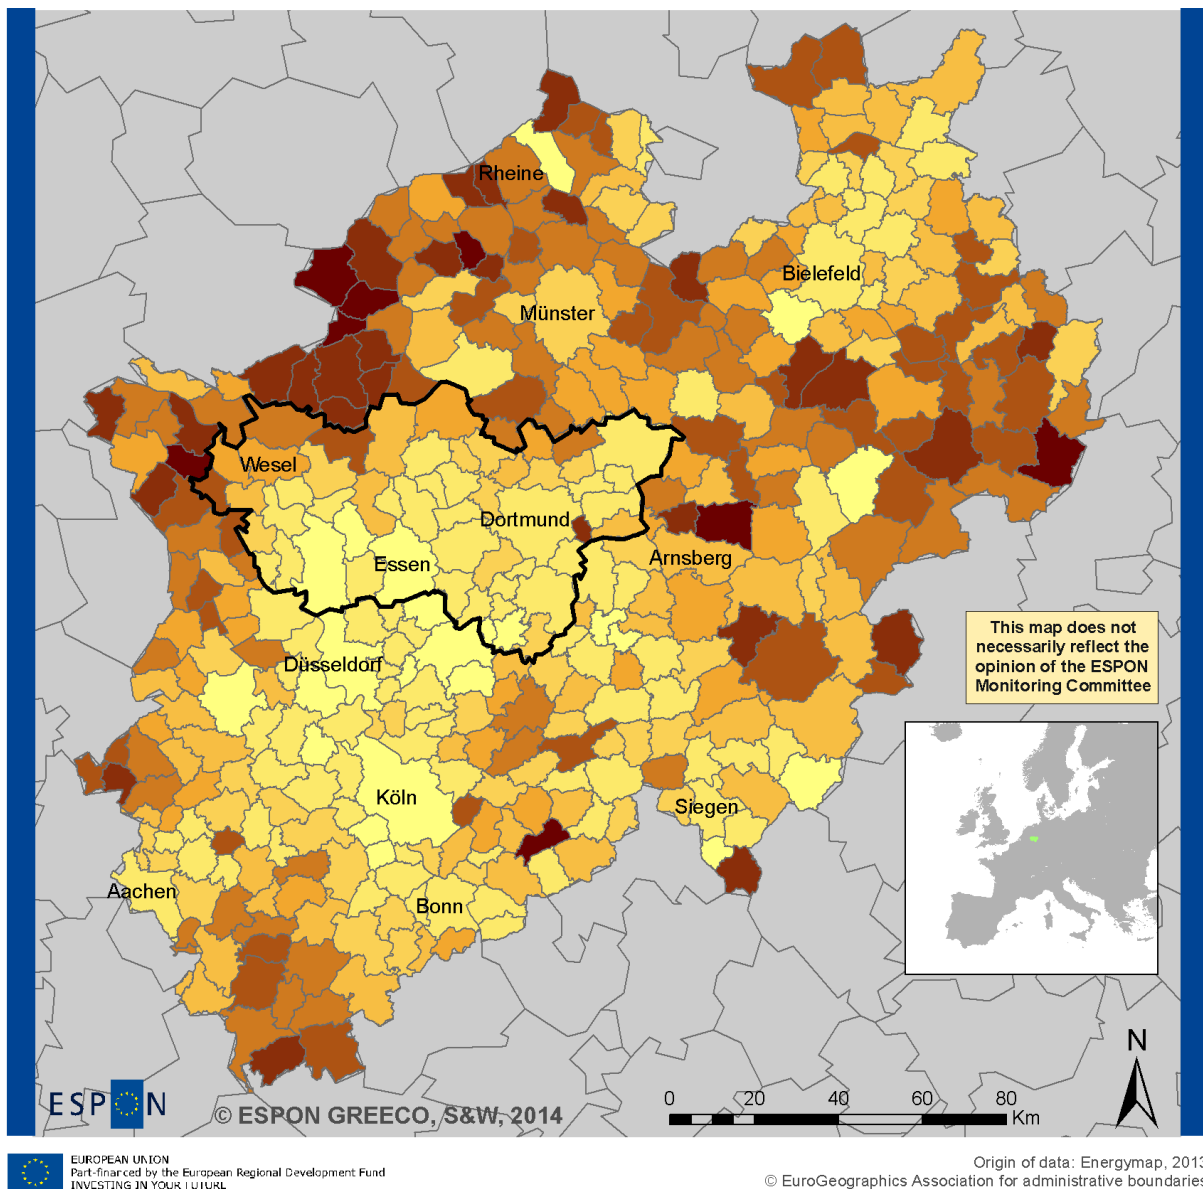 Rheine
Bielefeld
Münster
Wesel
Dortmund
Essen
Arnsberg
Düsseldorf
This map does not
necessarily reflect the
opinion of the ESPON
Monitoring Committee
Köln
Siegen
Aachen
Bonn
N
0 20 40 60 80
Km
ESPON
© ESPON GREECO, S&W, 2014
EUROPEAN UNION
Part-financed by the European Regional Development Fund
INVESTING IN YOUR FUTURE
Origin of data: Energymap, 2013
© EuroGeographics Association for administrative boundaries